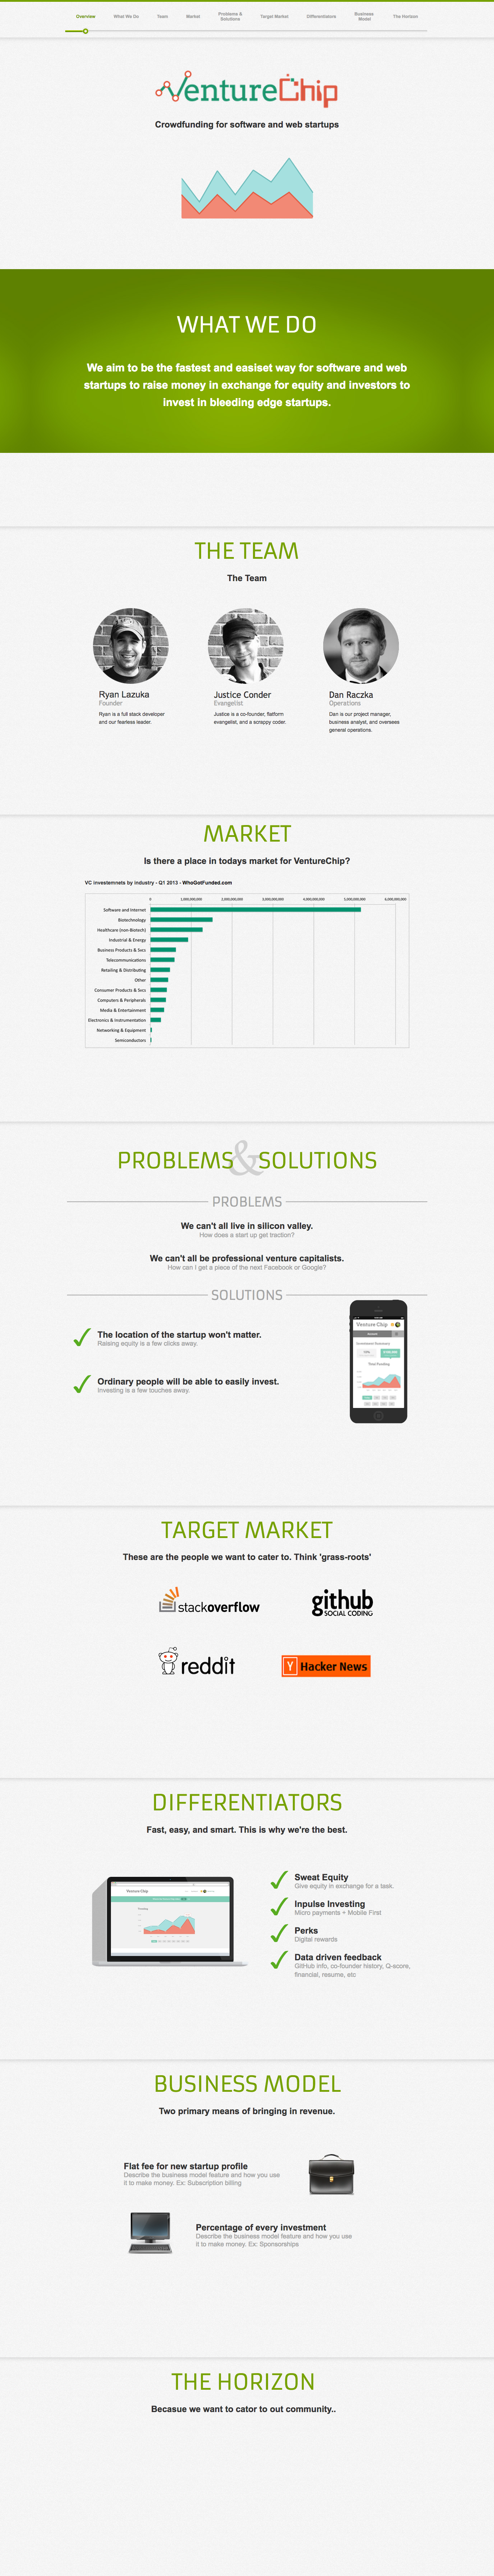 Overview
What We Do
Team
Market
Problems &
Solutions
Target Market
Differentiators
Business
Model
The Horizon
VentureChip
Crowdfunding for software and web startups
WHAT WE DO
We aim to be the fastest and easiset way for software and web
startups to raise money in exchange for equity and investors to
invest in bleeding edge startups.
THE TEAM
The Team
Ryan Lazuka
Founder
Ryan is a full stack developer
and our fearless leader.
Justice Conder
Evangelist
Justice is a co-founder, flatform
evangelist, and a scrappy coder.
Dan Raczka
Operations
Dan is our project manager,
business analyst, and oversees
general operations.
MARKET
Is there a place in todays market for VentureChip?
VC investemnets by industry - Q1 2013 - WhoGotFunded.com
0 1,000,000,000 2,000,000,000 3,000,000,000 4,000,000,000 5,000,000,000 6,000,000,000
Software and Internet
Biotechnology
Healthcare (non-Biotech)
Industrial & Energy
Business Products & Svcs
Telecommunications
Retailing & Distributing
Other
Consumer Products & Svcs
Computers & Peripherals
Media & Entertainment
Electronics & Instrumentation
Networking & Equipment
Semiconductors
PROBLEMS & SOLUTIONS
PROBLEMS
We can't all live in silicon valley.
How does a start up get traction?
We can't all be professional venture capitalists.
How can I get a piece of the next Facebook or Google?
SOLUTIONS
The location of the startup won't matter.
Raising equity is a few clicks away.
Ordinary people will be able to easily invest.
Investing is a few touches away.
Venture Chip
Total Funding
TARGET MARKET
These are the people we want to cater to. Think 'grass-roots'
stackoverflow
github
SOCIAL CODING
reddit
Y Hacker News
DIFFERENTIATORS
Fast, easy, and smart. This is why we're the best.
Venture Chip
Sweat Equity
Give equity in exchange for a task.
Inpulse Investing
Micro payments + Mobile First
Perks
Digital rewards
Data driven feedback
GitHub info, co-founder history, Q-score,
financial, resume, etc
BUSINESS MODEL
Two primary means of bringing in revenue.
Flat fee for new startup profile
Describe the business model feature and how you use
it to make money. Ex: Subscription billing
Percentage of every investment
Describe the business model feature and how you use
it to make money. Ex: Sponsorships
THE HORIZON
Becasue we want to cator to out community..